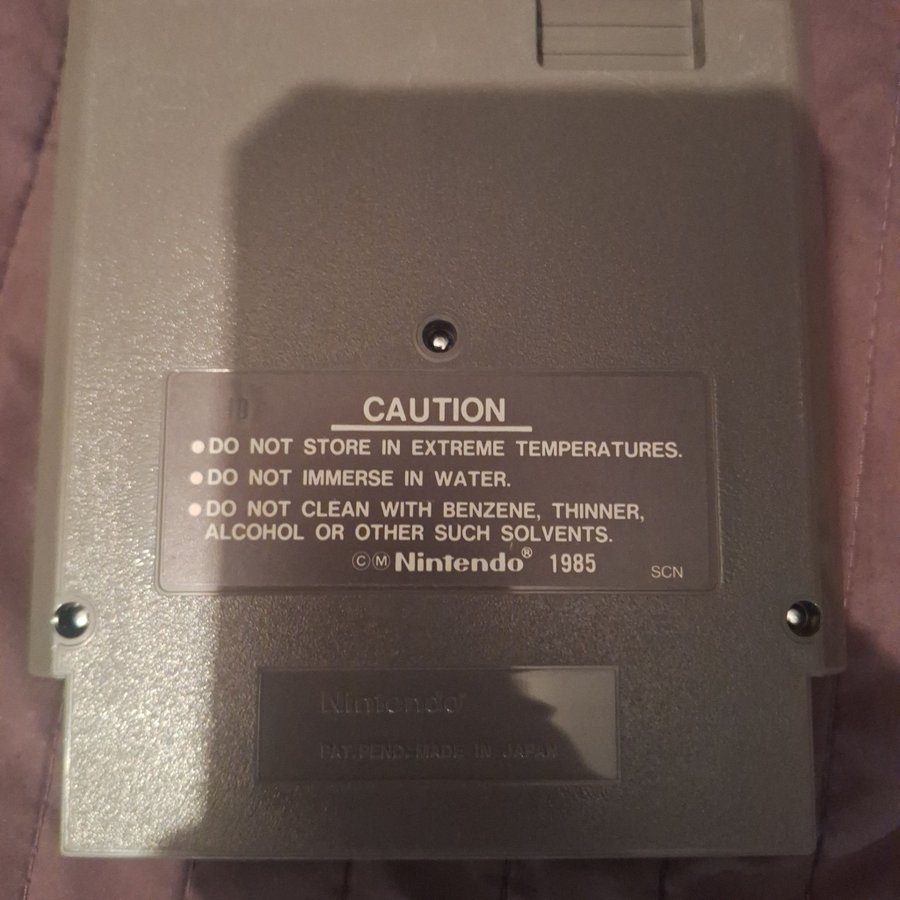 CAUTION
●DO NOT STORE IN EXTREME TEMPERATURES.
●DO NOT IMMERSE IN WATER.
●DO NOT CLEAN WITH BENZENE, THINNER,
ALCOHOL OR OTHER SUCH SOLVENTS.
ⒸⓂNintendo® 1985
SCN
Nintendo®
PAT. PEND. MADE IN JAPAN